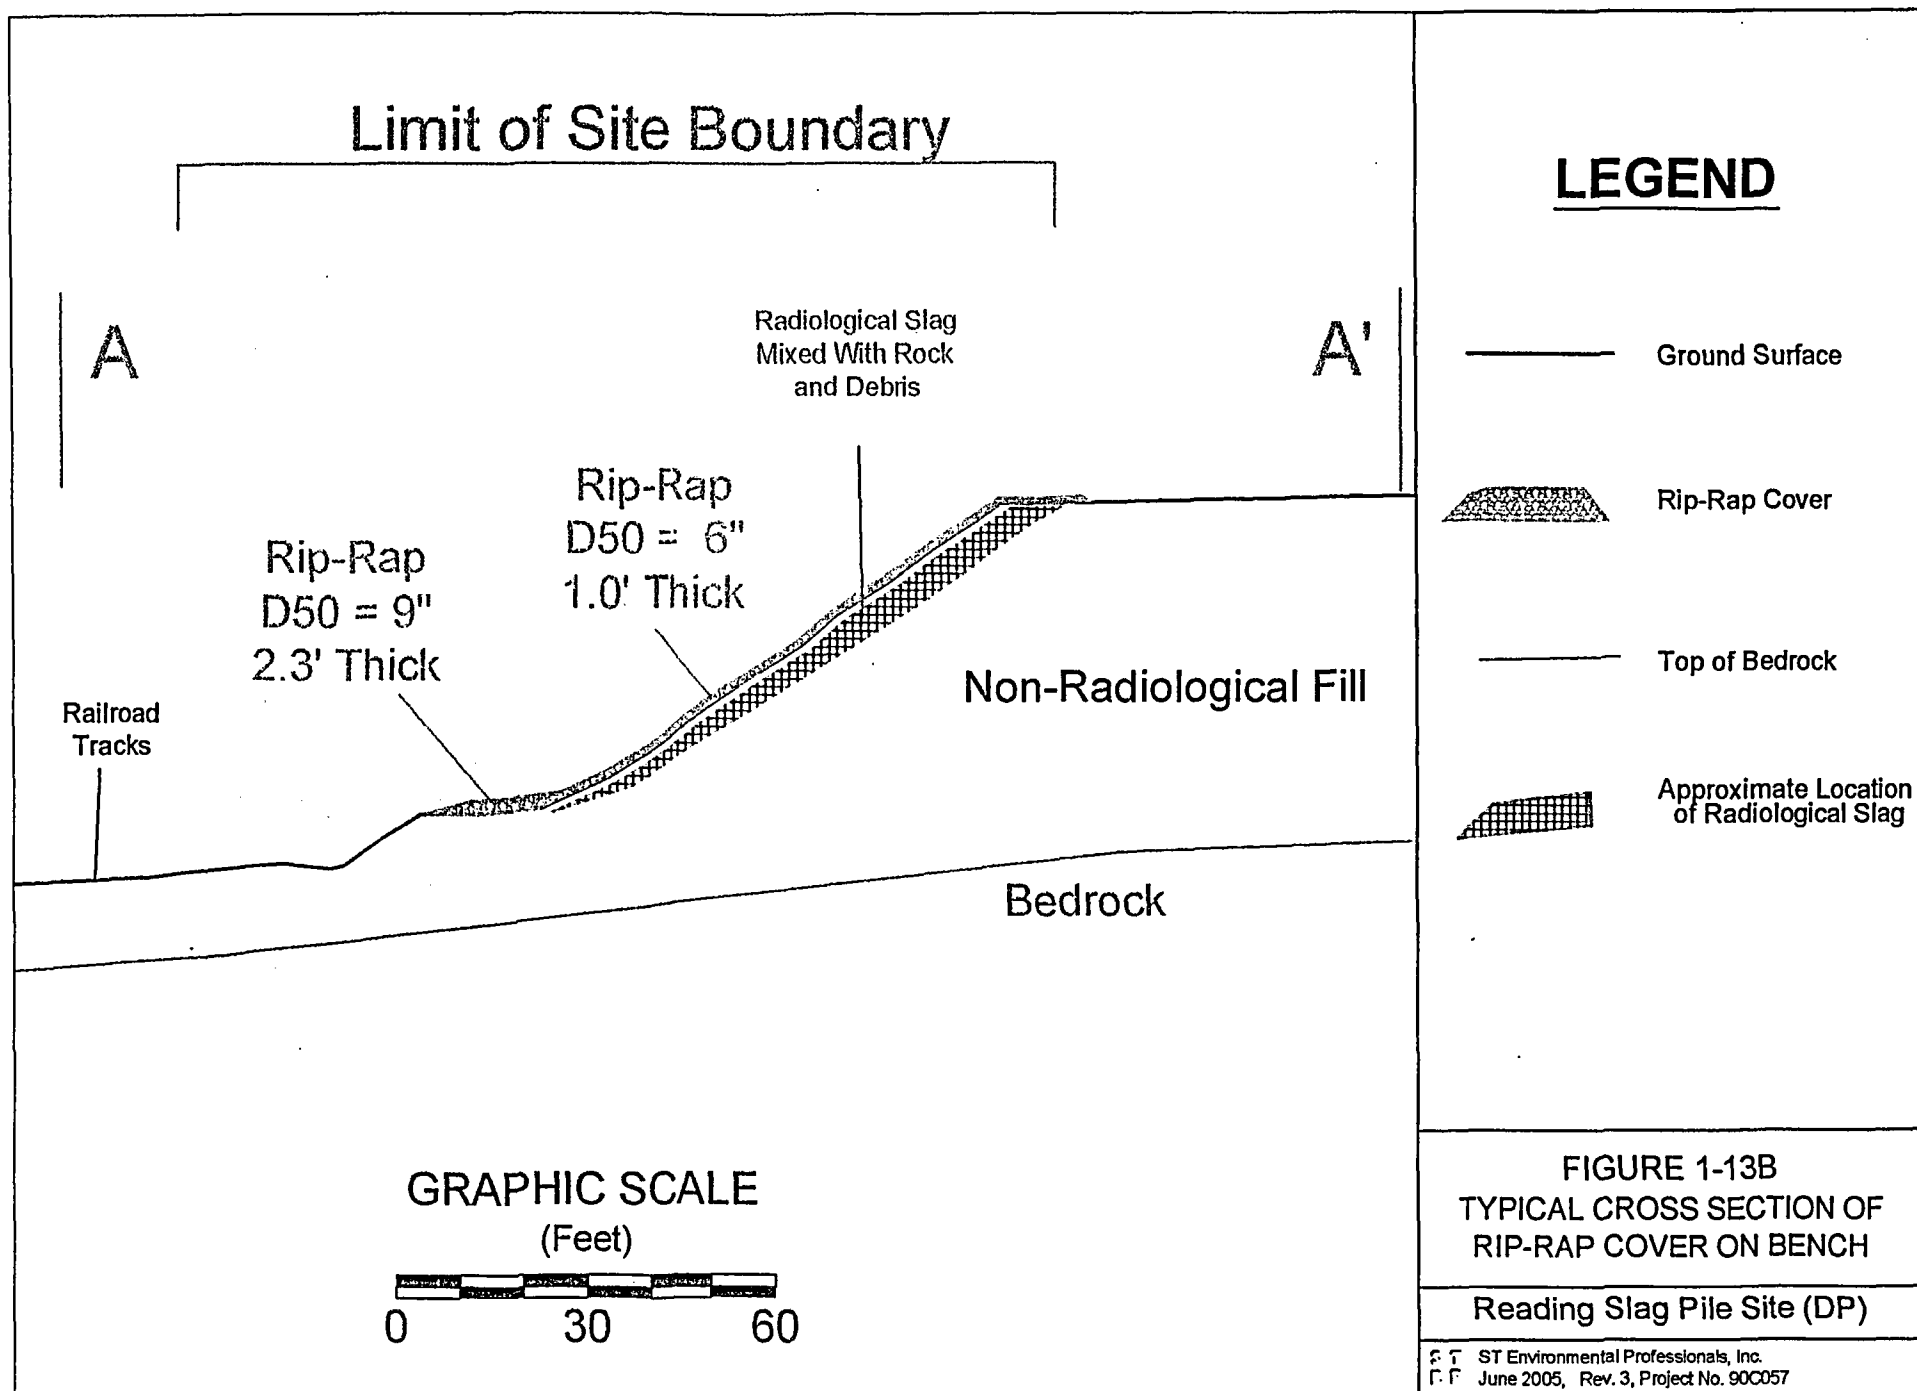 Limit of Site Boundary
A
A'
Radiological Slag
Mixed With Rock
and Debris
Rip-Rap
D50 = 6"
1.0' Thick
Rip-Rap
D50 = 9"
2.3' Thick
Railroad
Tracks
Non-Radiological Fill
Bedrock
GRAPHIC SCALE
(Feet)
0 30 60
LEGEND
Ground Surface
Rip-Rap Cover
Top of Bedrock
Approximate Location
of Radiological Slag
FIGURE 1-13B
TYPICAL CROSS SECTION OF
RIP-RAP COVER ON BENCH
Reading Slag Pile Site (DP)
ST Environmental Professionals, Inc.
June 2005, Rev. 3, Project No. 90C057